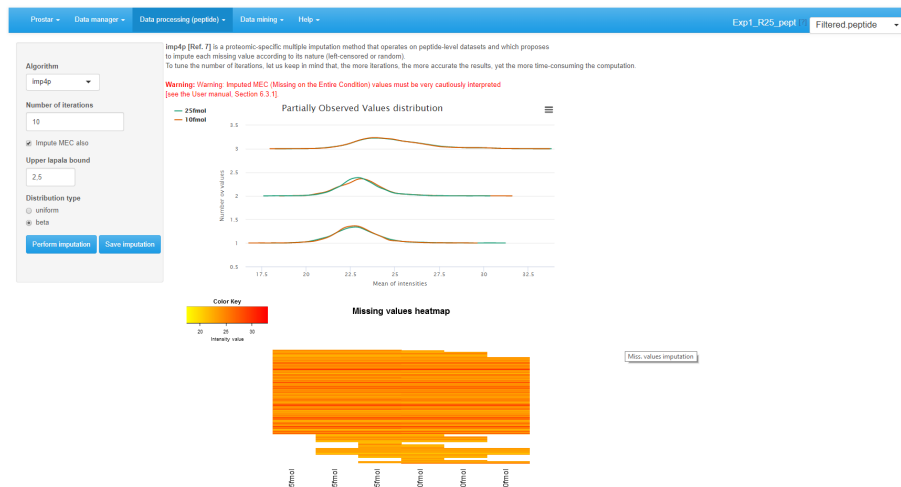 Prostar
Data manager
Data processing (peptide)
Data mining
Help
Exp1_R25_pept [?]
Filtered.peptide
imp4p [Ref. 7] is a proteomic-specific multiple imputation method that operates on peptide-level datasets and which proposes
to impute each missing value according to its nature (left-censored or random).
To tune the number of iterations, let us keep in mind that, the more iterations, the more accurate the results, yet the more time-consuming the computation.
Warning: Warning: Imputed MEC (Missing on the Entire Condition) values must be very cautiously interpreted
[see the User manual, Section 6.3.1].
Algorithm
imp4p
Number of iterations
10
Impute MEC also
Upper lapala bound
2,5
Distribution type
uniform
beta
Perform imputation
Save imputation
25fmol
10fmol
Partially Observed Values distribution
Number ov values
3.5
3
2.5
2
1.5
1
0.5
17.5 20 22.5 25 27.5 30 32.5
Mean of intensities
Color Key
Intensity value
Missing values heatmap
Miss. values imputation
5fmol
5fmol
5fmol
0fmol
0fmol
0fmol